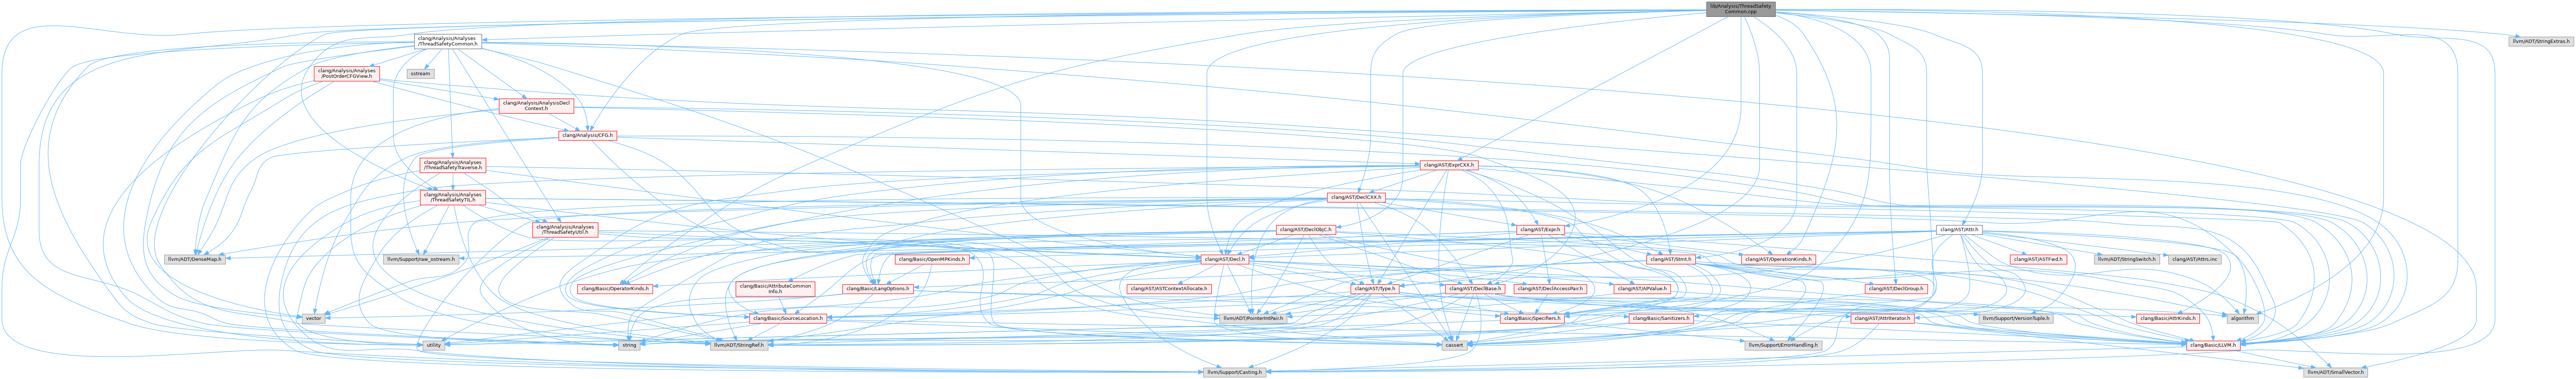 lib/Analysis/ThreadSafety
Common.cpp
clang/Analysis/Analyses
/ThreadSafetyCommon.h
llvm/ADT/StringExtras.h
clang/Analysis/Analyses
/PostOrderCFGView.h
sstream
clang/Analysis/AnalysisDecl
Context.h
clang/Analysis/CFG.h
clang/Analysis/Analyses
/ThreadSafetyTraverse.h
clang/AST/ExprCXX.h
clang/Analysis/Analyses
/ThreadSafetyTIL.h
clang/AST/DeclCXX.h
clang/Analysis/Analyses
/ThreadSafetyUtil.h
clang/AST/DeclObjC.h
clang/AST/Expr.h
clang/AST/Attr.h
llvm/ADT/DenseMap.h
llvm/Support/raw_ostream.h
clang/Basic/OpenMPKinds.h
clang/AST/Decl.h
clang/AST/Stmt.h
clang/AST/OperationKinds.h
clang/AST/ASTFwd.h
llvm/ADT/StringSwitch.h
clang/AST/Attrs.inc
clang/Basic/OperatorKinds.h
clang/Basic/AttributeCommon
Info.h
clang/Basic/LangOptions.h
clang/AST/ASTContextAllocate.h
clang/AST/Type.h
clang/AST/DeclBase.h
clang/AST/DeclAccessPair.h
clang/AST/APValue.h
clang/AST/DeclGroup.h
vector
clang/Basic/SourceLocation.h
llvm/ADT/PointerIntPair.h
clang/Basic/Specifiers.h
clang/Basic/Sanitizers.h
clang/AST/AttrIterator.h
llvm/Support/VersionTuple.h
clang/Basic/AttrKinds.h
algorithm
utility
string
llvm/ADT/StringRef.h
cassert
llvm/Support/ErrorHandling.h
clang/Basic/LLVM.h
llvm/Support/Casting.h
llvm/ADT/SmallVector.h